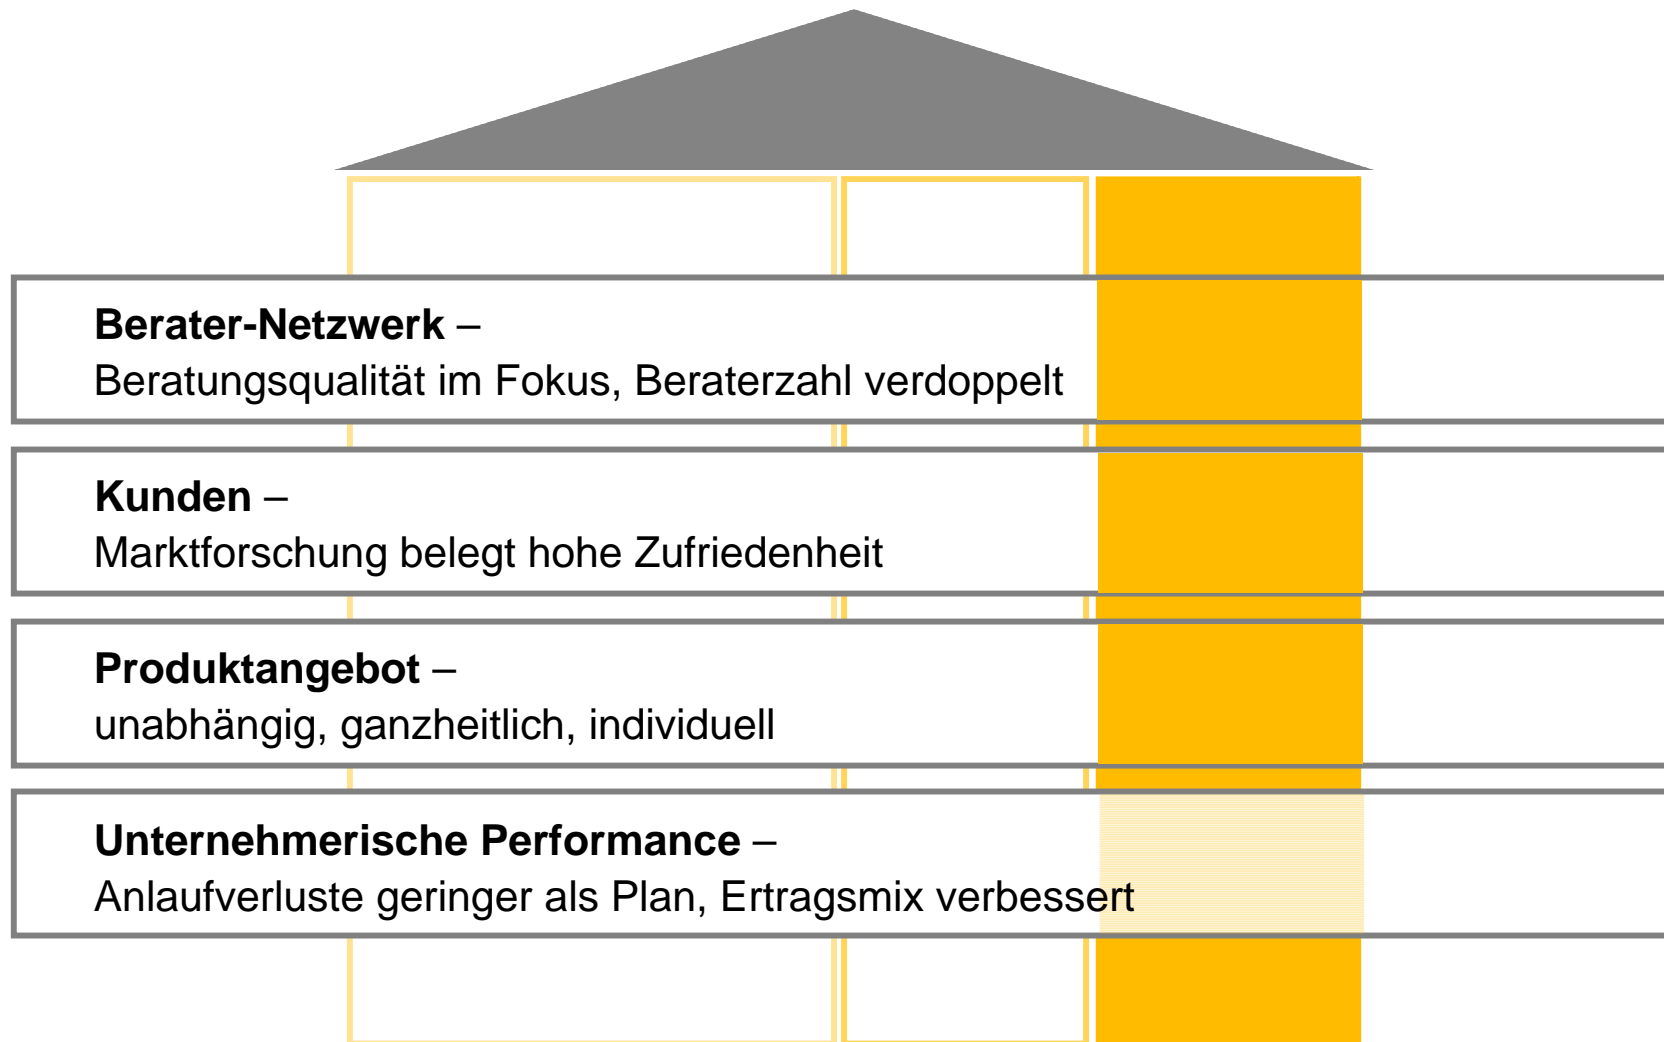 Berater-Netzwerk –
Beratungsqualität im Fokus, Beraterzahl verdoppelt
Kunden –
Marktforschung belegt hohe Zufriedenheit
Produktangebot –
unabhängig, ganzheitlich, individuell
Unternehmerische Performance –
Anlaufverluste geringer als Plan, Ertragsmix verbessert